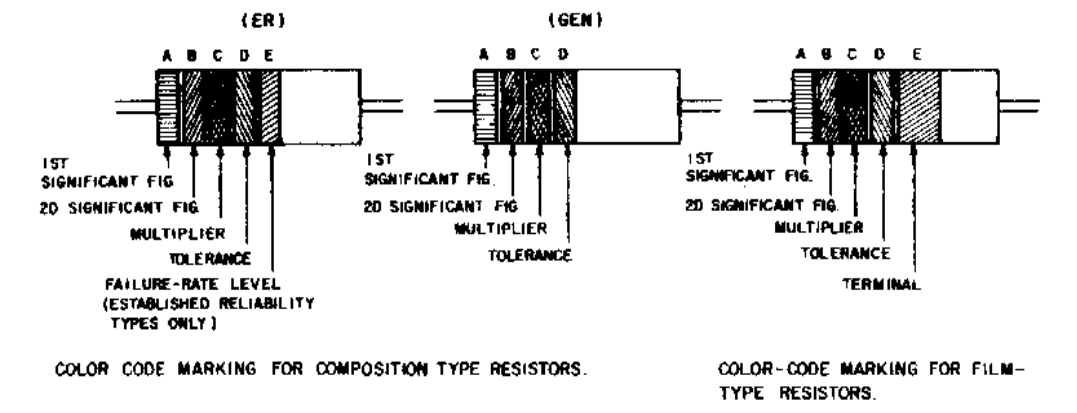 (ER)
A B C D E
1ST
SIGNIFICANT FIG
2D SIGNIFICANT FIG.
MULTIPLIER
TOLERANCE
FAILURE-RATE LEVEL
(ESTABLISHED RELIABILITY
TYPES ONLY)
(GEN)
A B C D
1ST
SIGNIFICANT FIG.
2D SIGNIFICANT FIG
MULTIPLIER
TOLERANCE
A B C D E
1ST
SIGNIFICANT FIG.
2D SIGNIFICANT FIG.
MULTIPLIER
TOLERANCE
TERMINAL
COLOR CODE MARKING FOR COMPOSITION TYPE RESISTORS.
COLOR-CODE MARKING FOR FILM-
TYPE RESISTORS.